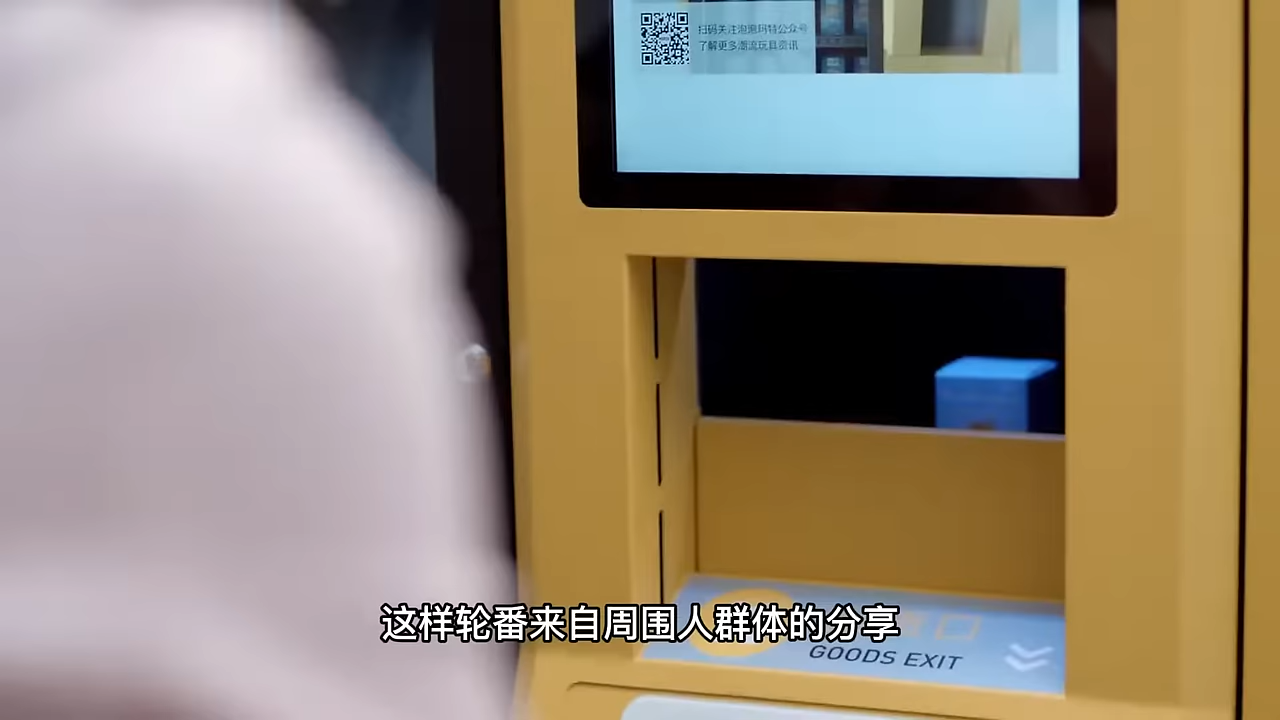 扫码关注泡泡玛特公众号
了解更多潮流玩具资讯
这样轮番来自周围人群体的分享
口
GOODS EXIT